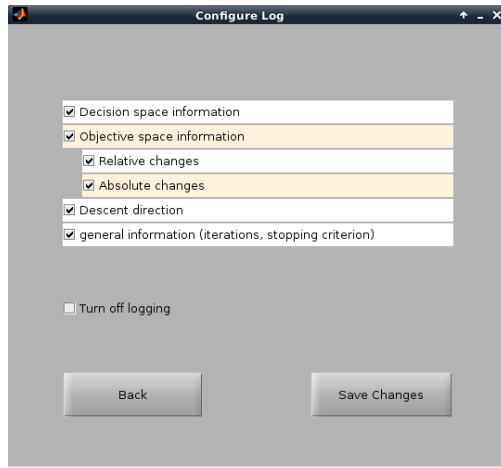 Configure Log
Decision space information
Objective space information
Relative changes
Absolute changes
Descent direction
general information (iterations, stopping criterion)
Turn off logging
Back
Save Changes